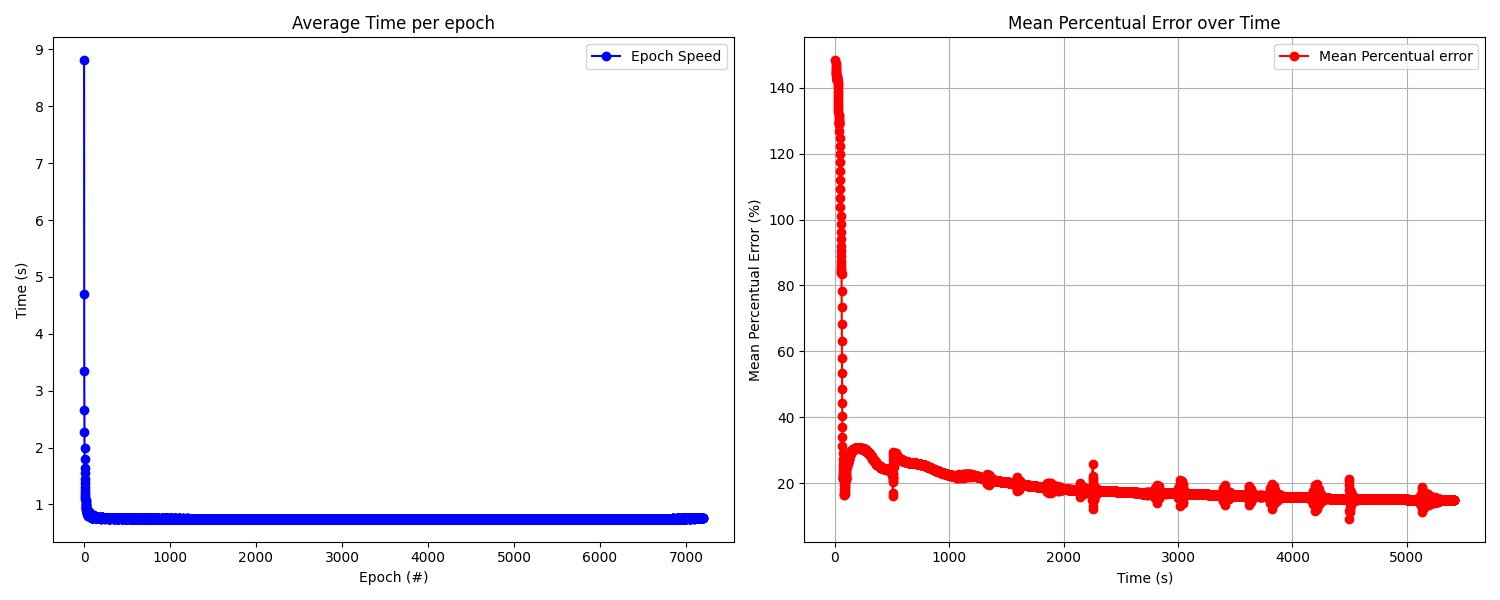 Average Time per epoch
Epoch Speed
9
8
7
6
5
4
3
2
1
Time (s)
0 1000 2000 3000 4000 5000 6000 7000
Epoch (#)
Mean Percentual Error over Time
Mean Percentual error
140
120
100
80
60
40
20
Mean Percentual Error (%)
0 1000 2000 3000 4000 5000
Time (s)